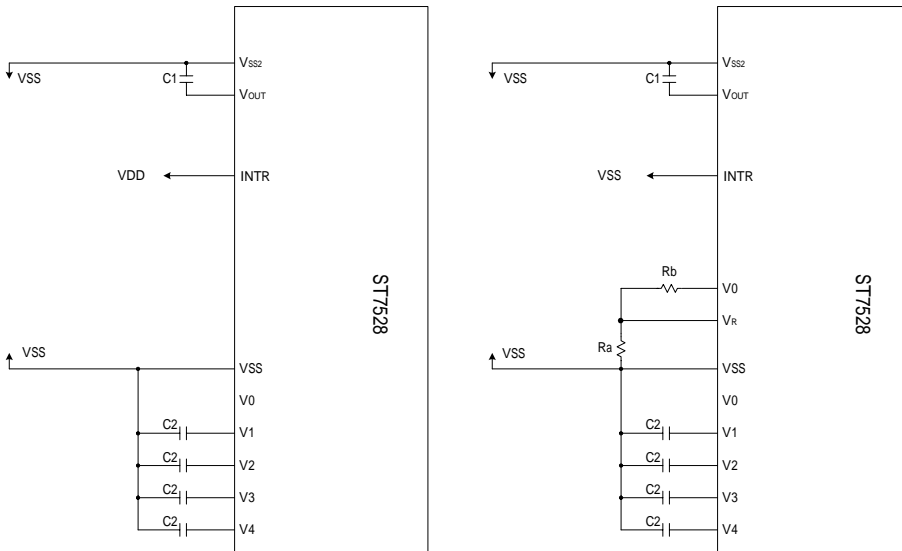 VSS
C1
VSS2
VOUT
VDD
INTR
ST7528
VSS
VSS
V0
C2
V1
C2
V2
C2
V3
C2
V4
VSS
C1
VSS2
VOUT
VSS
INTR
ST7528
Rb
V0
VR
Ra
VSS
VSS
V0
C2
V1
C2
V2
C2
V3
C2
V4